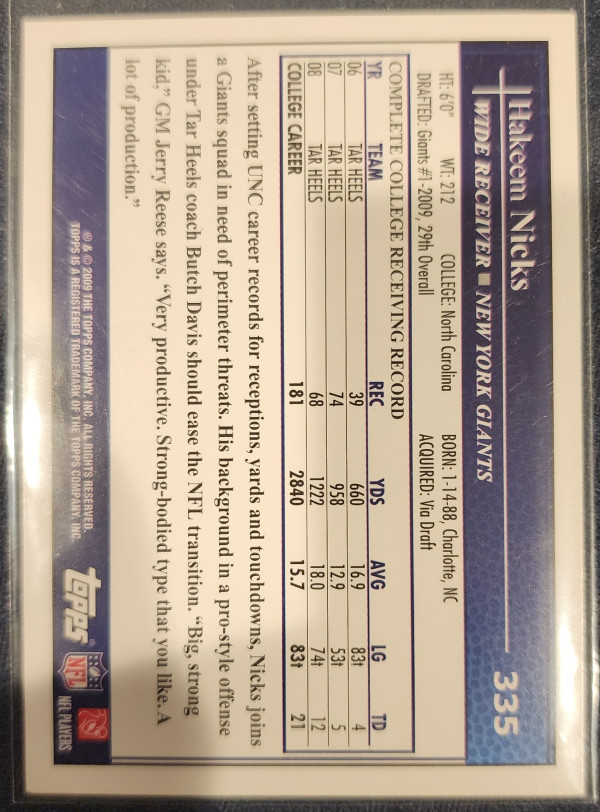 Hakeem Nicks
335
WIDE RECEIVER ■ NEW YORK GIANTS
HT: 6'0" WT: 212 COLLEGE: North Carolina BORN: 1-14-88, Charlotte, NC
DRAFTED: Giants #1-2009, 29th Overall ACQUIRED: Via Draft
COMPLETE COLLEGE RECEIVING RECORD
YR TEAM REC YDS AVG LG TD
06 TAR HEELS 39 660 16.9 83† 4
07 TAR HEELS 74 958 12.9 53† 5
08 TAR HEELS 68 1222 18.0 74† 12
COLLEGE CAREER 181 2840 15.7 83† 21
After setting UNC career records for receptions, yards and touchdowns, Nicks joins
a Giants squad in need of perimeter threats. His background in a pro-style offense
under Tar Heels coach Butch Davis should ease the NFL transition. “Big, strong
kid,” GM Jerry Reese says. “Very productive. Strong-bodied type that you like. A
lot of production.”
® & © 2009 THE TOPPS COMPANY, INC. ALL RIGHTS RESERVED.
TOPPS IS A REGISTERED TRADEMARK OF THE TOPPS COMPANY, INC.
topps®
NFL
NFL PLAYERS